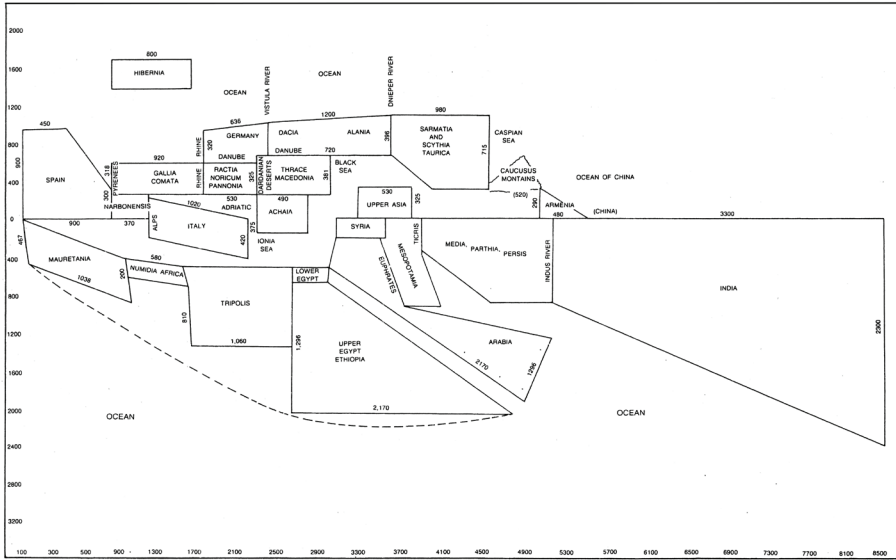 2000
800
HIBERNIA
1600
OCEAN
OCEAN
VISTULA RIVER
DNIEPER RIVER
1200
450
636
1200
980
900
800
SPAIN
RHINE
320
GERMANY
DACIA
ALANIA
396
SARMATIA
AND
SCYTHIA
TAURICA
715
CASPIAN
SEA
920
DANUBE
DANUBE
720
BLACK
SEA
318
PYRENEES
GALLIA
COMATA
RHINE
RACTIA
NORICUM
PANNONIA
325
DARDANIAN
DESERTS
THRACE
MACEDONIA
381
CAUCUSUS
MONTAINS
OCEAN OF CHINA
400
300
NARBONENSIS
1020
530
ADRIATIC
490
ACHAIA
530
UPPER ASIA
325
(520)
290
ARMENIA
(CHINA)
0
900
370
ALPS
ITALY
420
375
IONIA
SEA
SYRIA
TICRIS
480
3300
467
MAURETANIA
1038
200
580
NUMIDIA AFRICA
LOWER
EGYPT
EUPHRATES
MESOPOTAMIA
MEDIA, PARTHIA,
PERSIS
INDUS RIVER
INDIA
2300
400
800
810
TRIPOLIS
1,060
1,296
UPPER
EGYPT
ETHIOPIA
2170
ARABIA
1296
1200
1600
2,170
OCEAN
OCEAN
2000
2400
2800
3200
100 300 500 900 1300 1700 2100 2500 2900 3300 3700 4100 4500 4900 5300 5700 6100 6500 6900 7300 7700 8100 8500